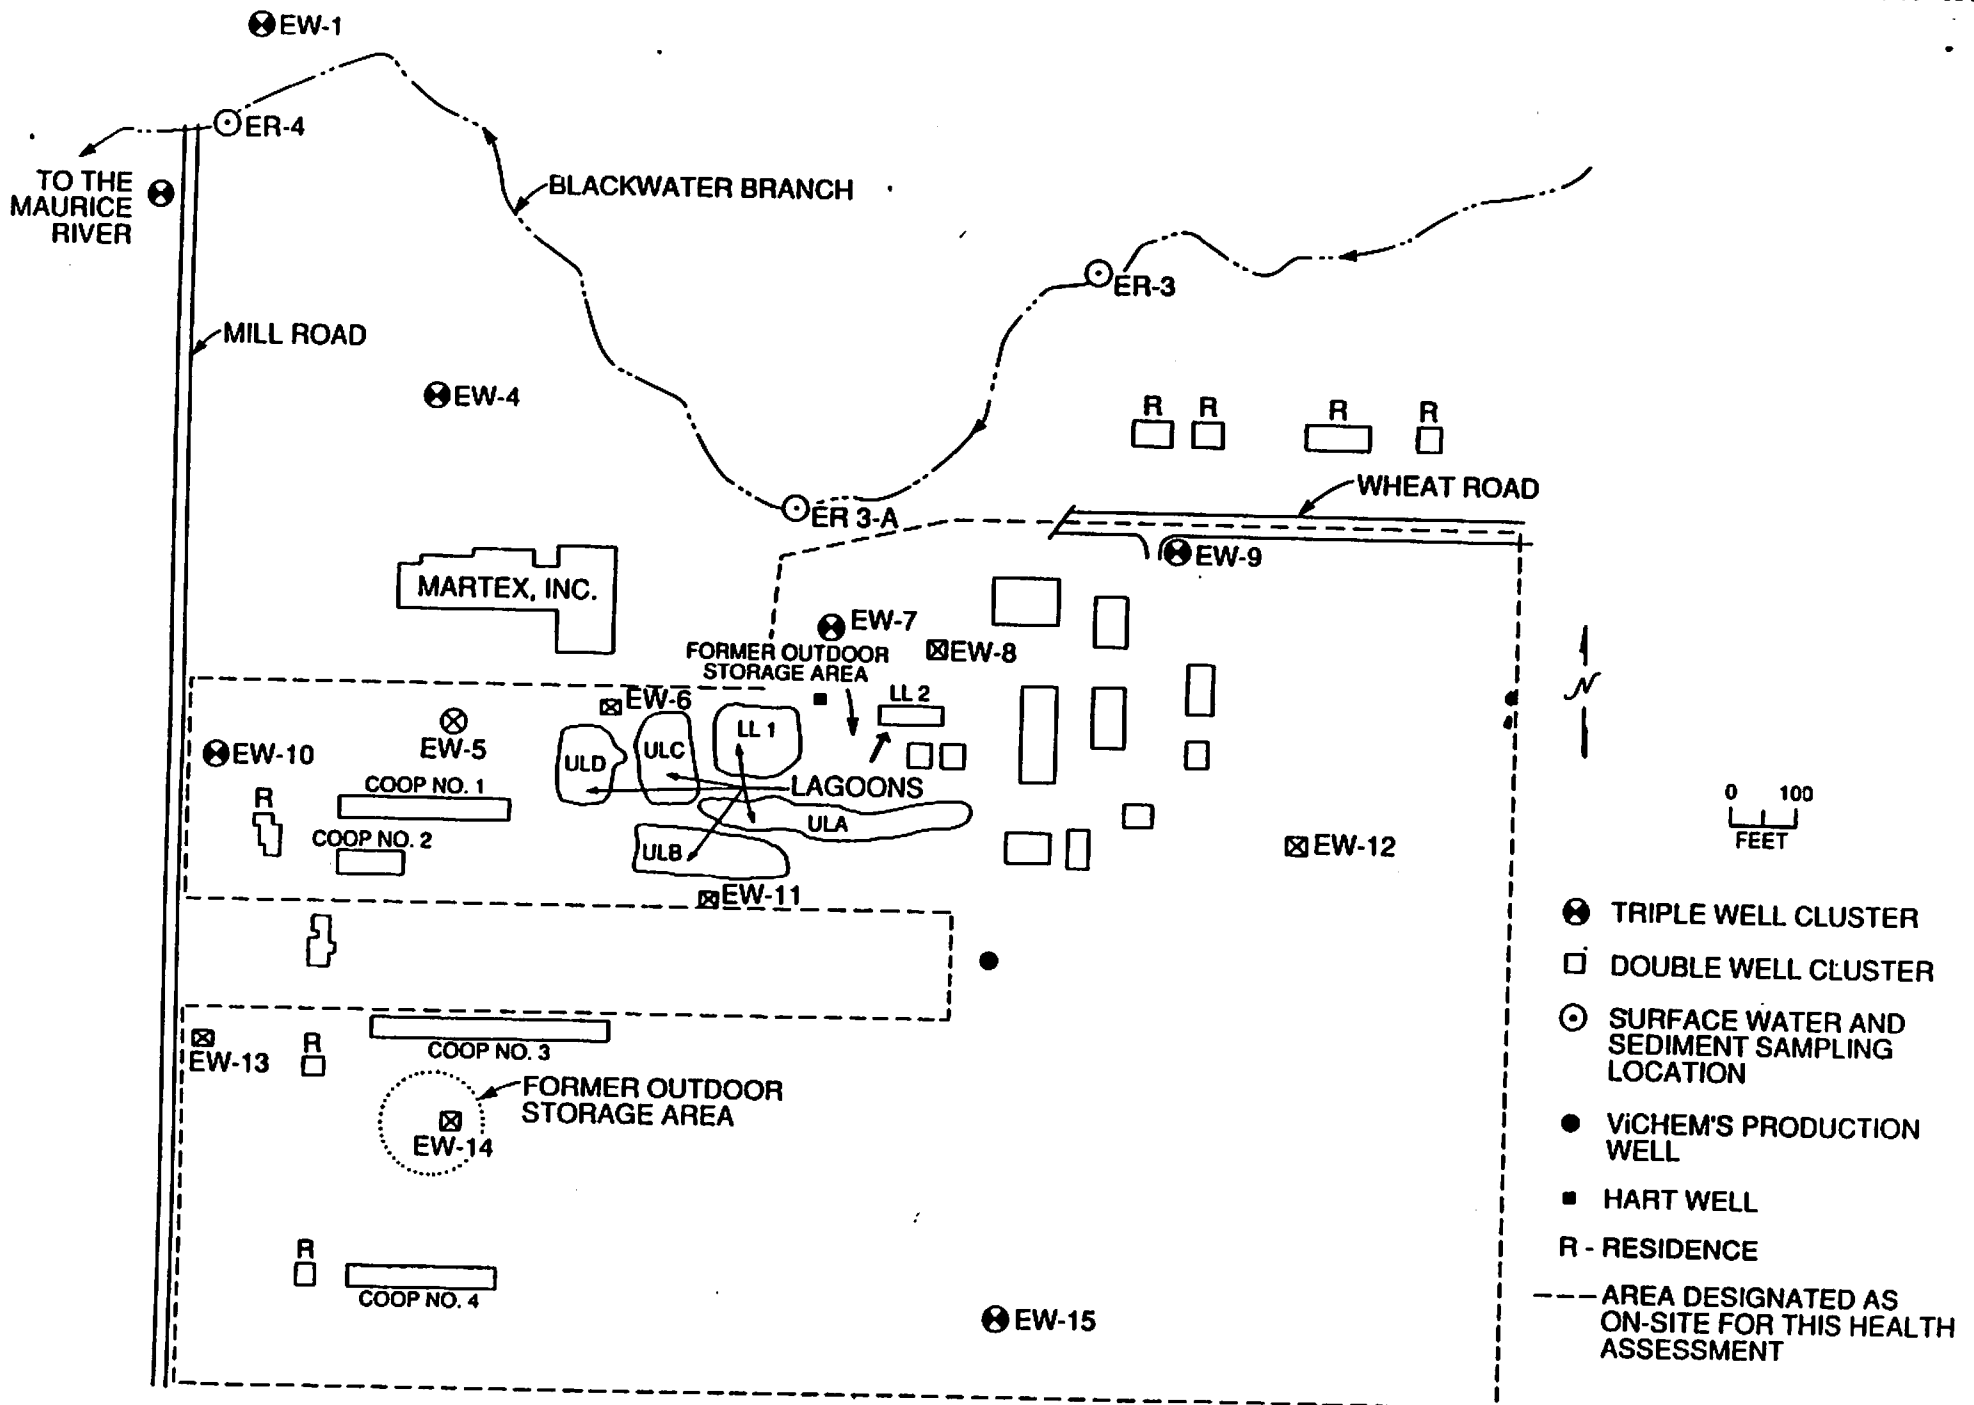 EW-1
ER-4
TO THE
MAURICE
RIVER
BLACKWATER BRANCH
ER-3
MILL ROAD
EW-4
R
R
R
R
WHEAT ROAD
ER 3-A
EW-9
MARTEX, INC.
EW-7
EW-8
FORMER OUTDOOR
STORAGE AREA
N
EW-6
LL 2
LL 1
EW-5
ULC
ULD
EW-10
LAGOONS
COOP NO. 1
R
ULA
COOP NO. 2
ULB
EW-12
0 100
FEET
EW-11
TRIPLE WELL CLUSTER
DOUBLE WELL CLUSTER
SURFACE WATER AND
SEDIMENT SAMPLING
LOCATION
ViCHEM'S PRODUCTION
WELL
HART WELL
R - RESIDENCE
AREA DESIGNATED AS
ON-SITE FOR THIS HEALTH
ASSESSMENT
EW-13
R
COOP NO. 3
FORMER OUTDOOR
STORAGE AREA
EW-14
R
COOP NO. 4
EW-15